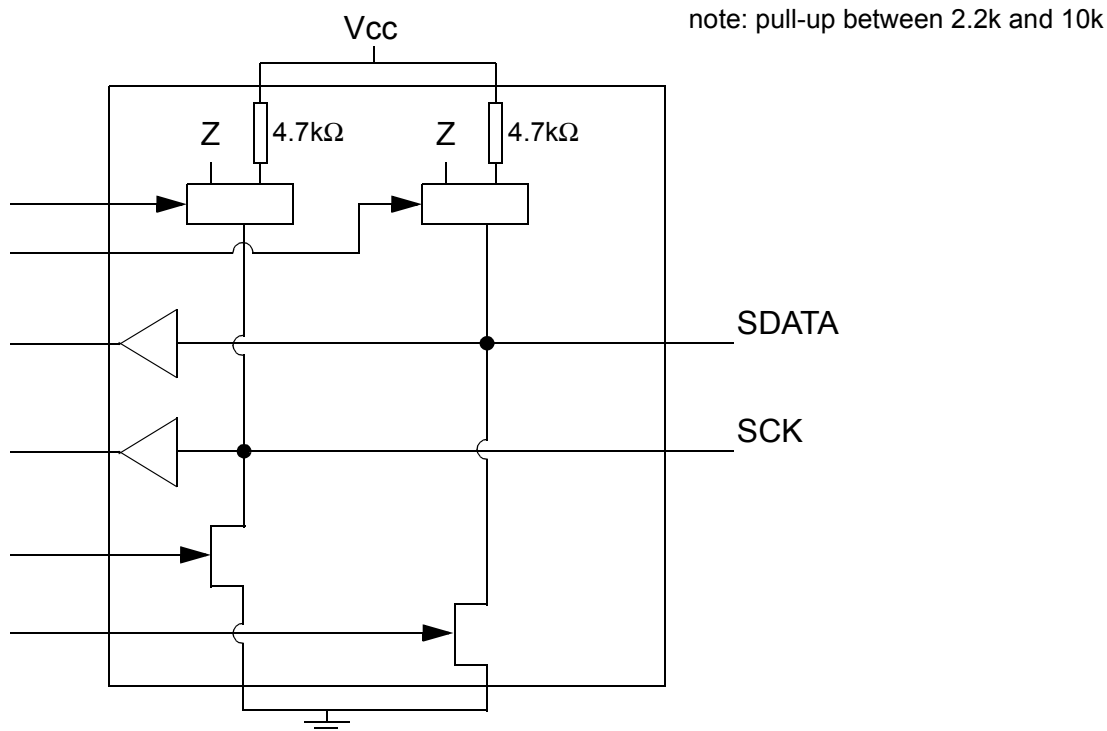 note: pull-up between 2.2k and 10k
Vcc
Z 4.7kΩ Z 4.7kΩ
SDATA
SCK